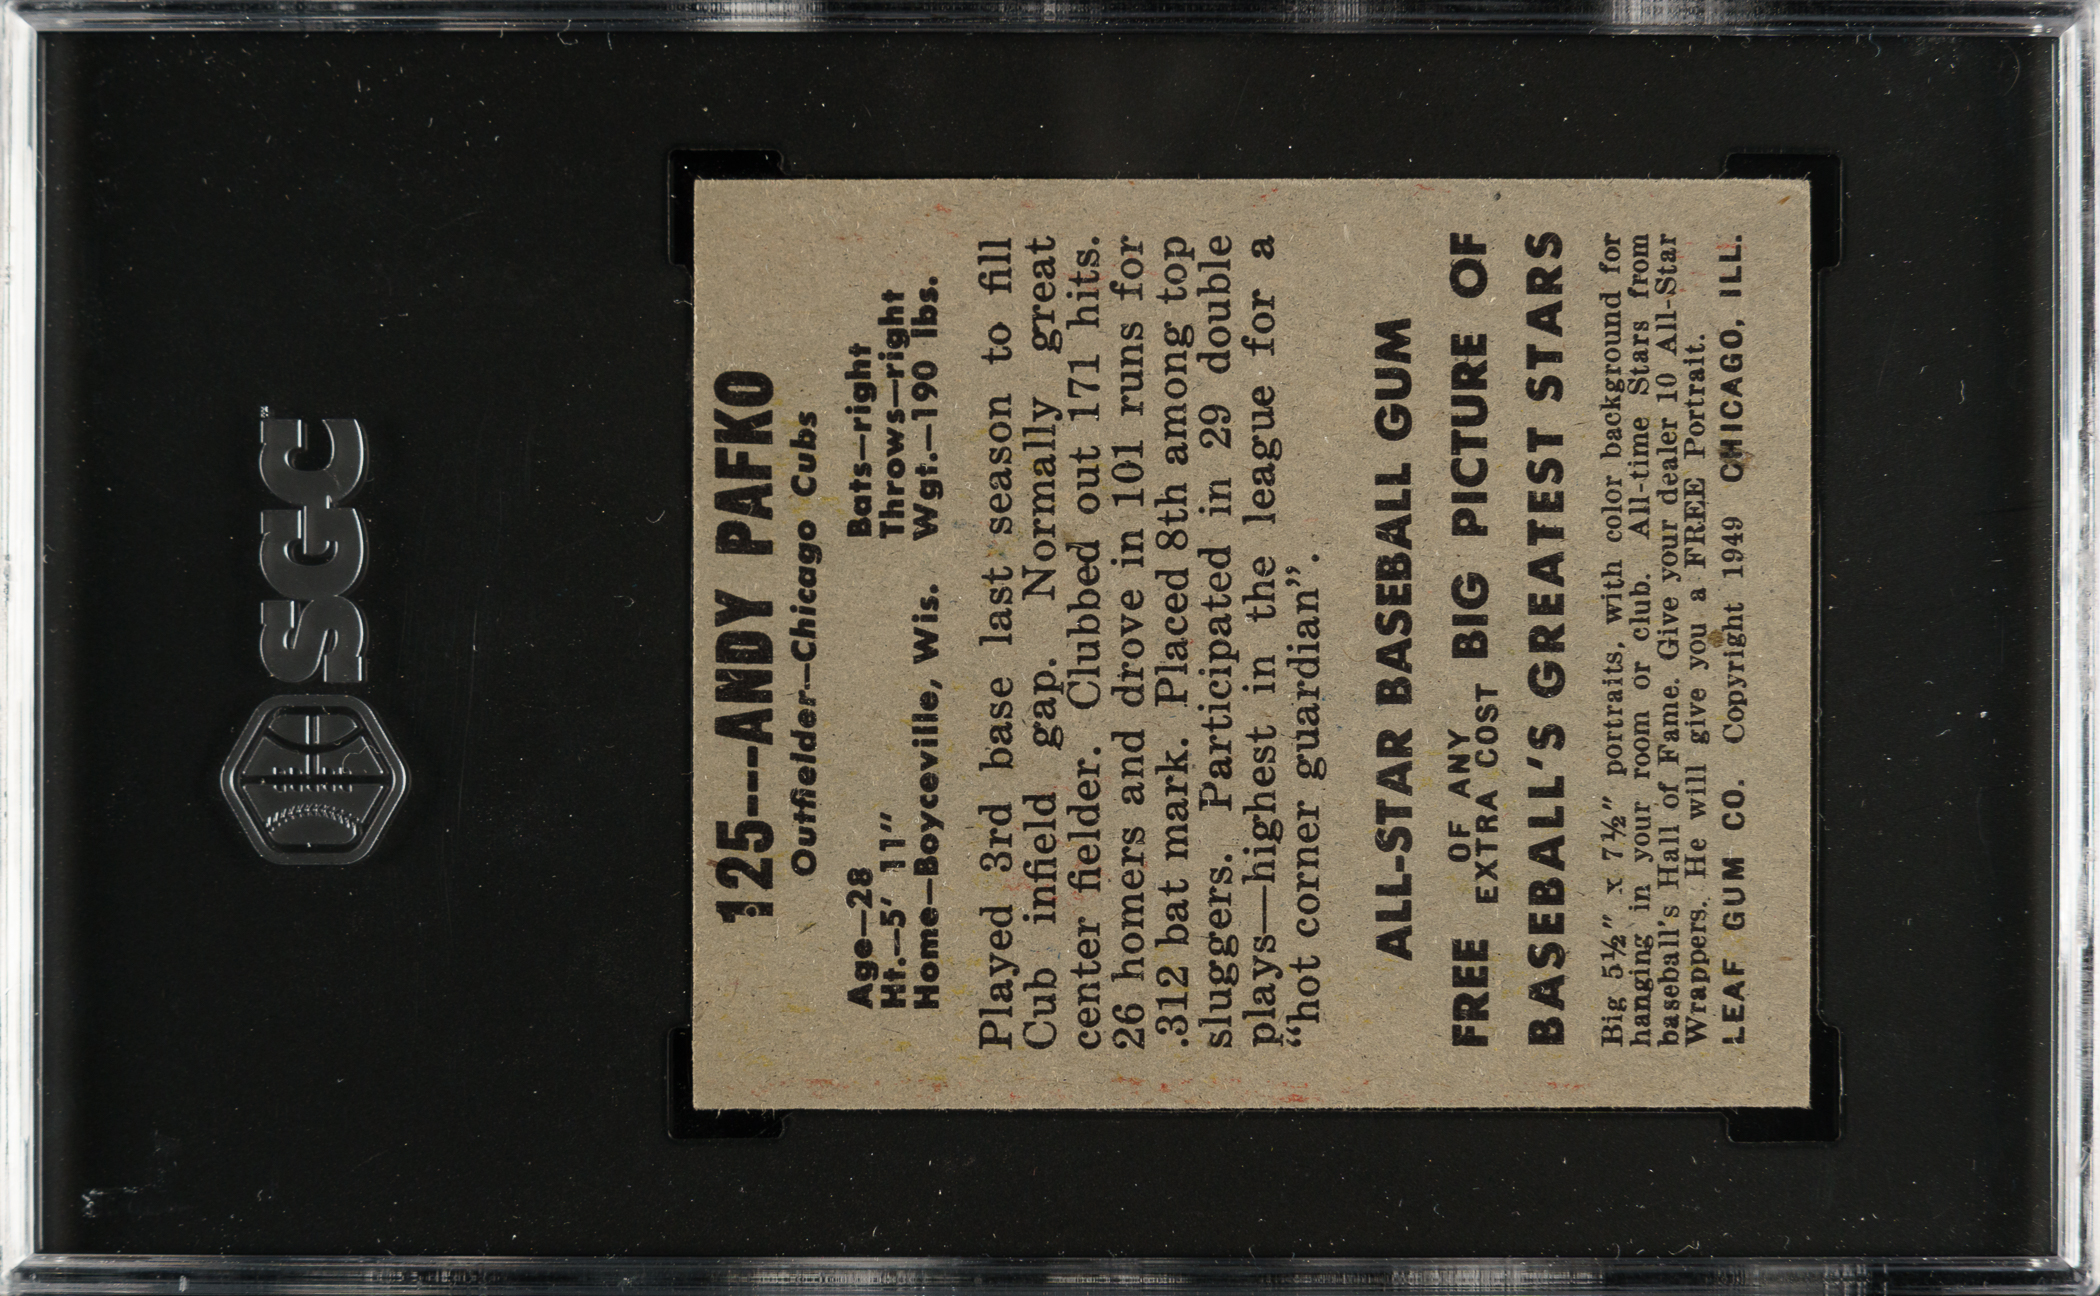 SGC
™
125---ANDY PAFKO
Outfielder—Chicago Cubs
Age—28 Bats—right
Ht.—5' 11" Throws—right
Home—Boyceville, Wis. Wgt.—190 lbs.
Played 3rd base last season to fill
Cub infield gap. Normally great
center fielder. Clubbed out 171 hits.
26 homers and drove in 101 runs for
.312 bat mark. Placed 8th among top
sluggers. Participated in 29 double
plays—highest in the league for a
“hot corner guardian”.
ALL-STAR BASEBALL GUM
FREE OF ANY EXTRA COST BIG PICTURE OF
BASEBALL'S GREATEST STARS
Big 5½" x 7½" portraits, with color background for
hanging in your room or club. All-time Stars from
baseball's Hall of Fame. Give your dealer 10 All-Star
Wrappers. He will give you a FREE Portrait.
LEAF GUM CO. Copyright 1949 CHICAGO, ILL.